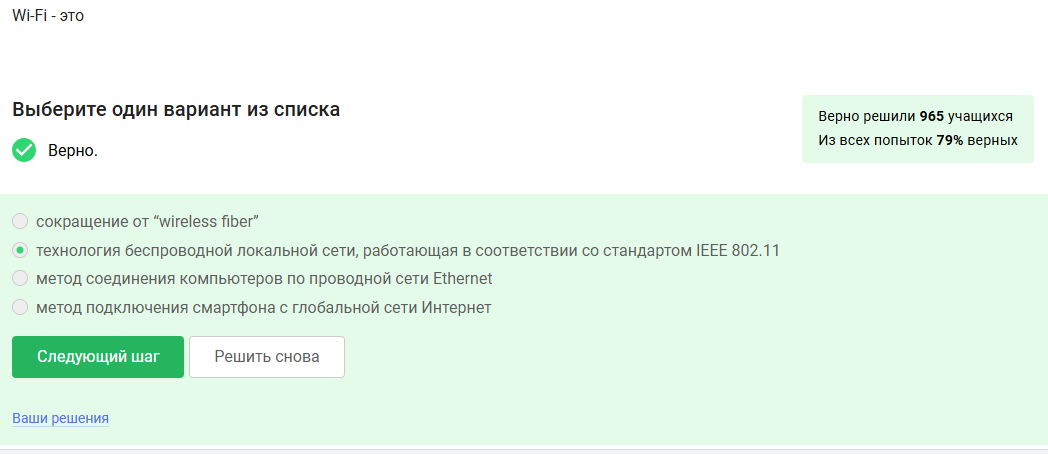 Wi-Fi - это
Выберите один вариант из списка
Верно.
Верно решили 965 учащихся
Из всех попыток 79% верных
сокращение от “wireless fiber”
технология беспроводной локальной сети, работающая в соответствии со стандартом IEEE 802.11
метод соединения компьютеров по проводной сети Ethernet
метод подключения смартфона с глобальной сети Интернет
Следующий шаг
Решить снова
Ваши решения